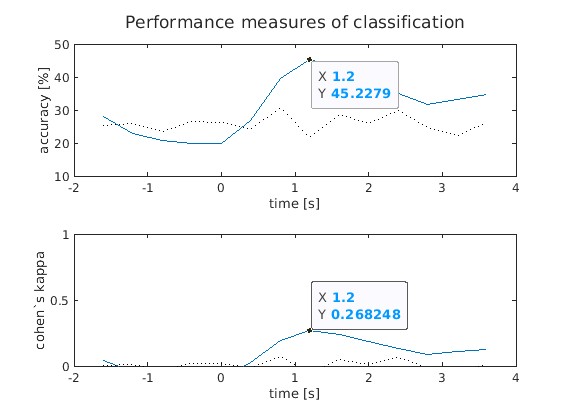 Performance measures of classification
50
40
30
20
10
accuracy [%]
X 1.2
Y 45.2279
-2 -1 0 1 2 3 4
time [s]
1
0.5
0
cohen`s kappa
X 1.2
Y 0.268248
-2 -1 0 1 2 3 4
time [s]